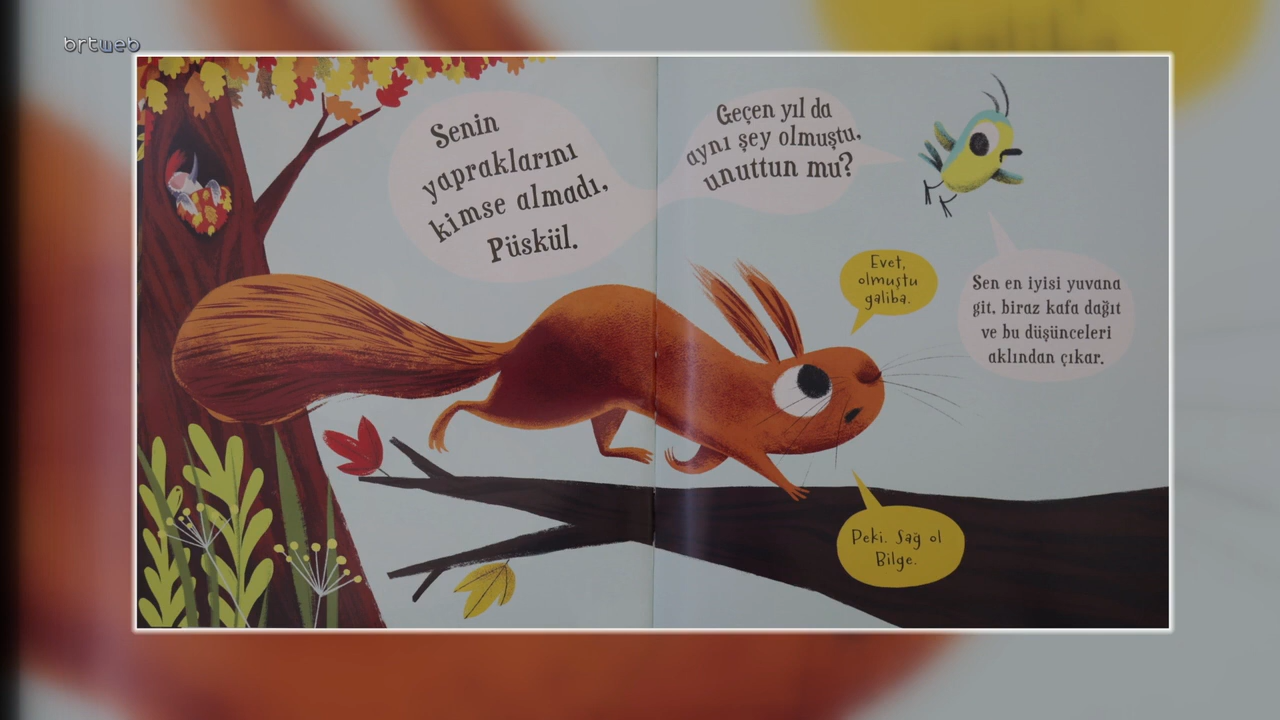 brtweb
Senin
yapraklarını
kimse almadı,
Püskül.
Geçen yıl da
aynı şey olmuştu,
unuttun mu?
Evet,
olmuştu
galiba.
Sen en iyisi yuvana
git, biraz kafa dağıt
ve bu düşünceleri
aklından çıkar.
Peki. Sağ ol
Bilge.